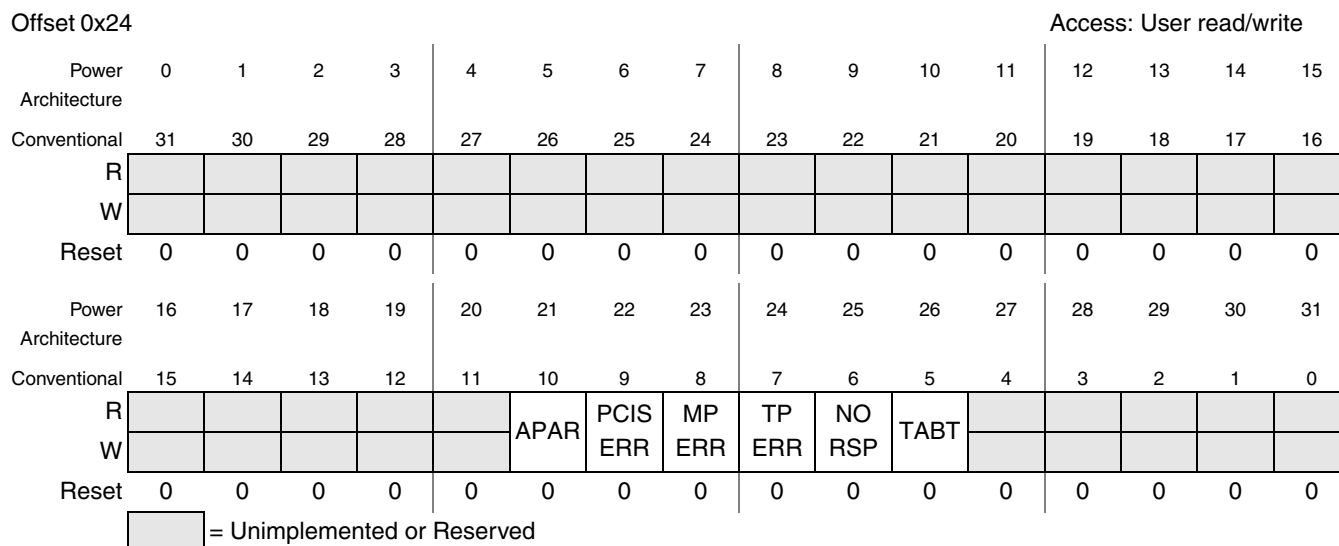 Offset 0x24 Access: User read/write
Power Architecture 0 1 2 3 4 5 6 7 8 9 10 11 12 13 14 15
Conventional 31 30 29 28 27 26 25 24 23 22 21 20 19 18 17 16
R
W
Reset 0 0 0 0 0 0 0 0 0 0 0 0 0 0 0 0
Power Architecture 16 17 18 19 20 21 22 23 24 25 26 27 28 29 30 31
Conventional 15 14 13 12 11 10 9 8 7 6 5 4 3 2 1 0
R APAR PCIS ERR MP ERR TP ERR NO RSP TABT
W
Reset 0 0 0 0 0 0 0 0 0 0 0 0 0 0 0 0
= Unimplemented or Reserved